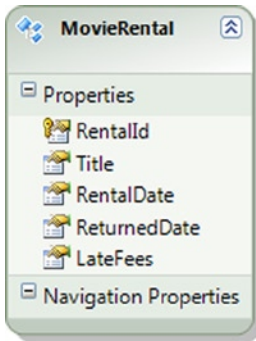 MovieRental
Properties
RentalId
Title
RentalDate
ReturnedDate
LateFees
Navigation Properties